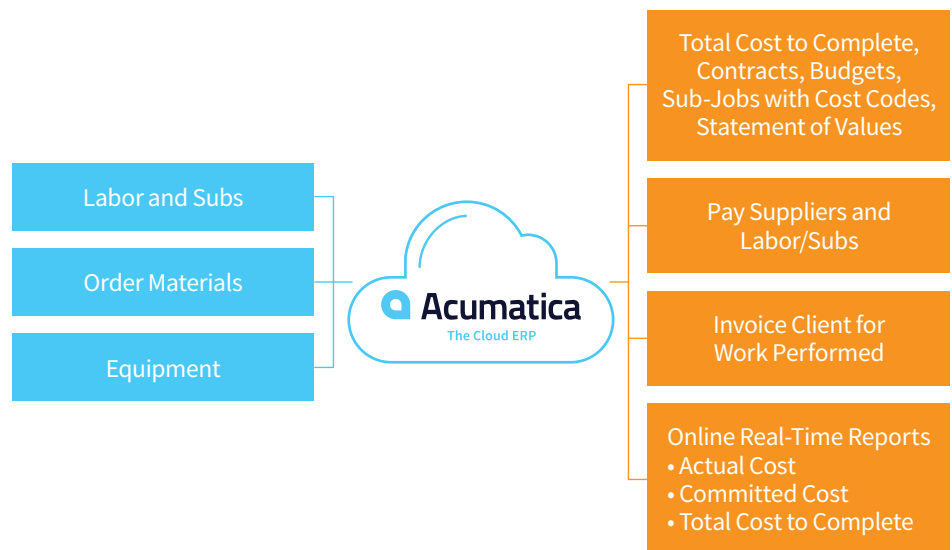 Labor and Subs
Order Materials
Equipment
Acumatica
The Cloud ERP
Total Cost to Complete,
Contracts, Budgets,
Sub-Jobs with Cost Codes,
Statement of Values
Pay Suppliers and
Labor/Subs
Invoice Client for
Work Performed
Online Real-Time Reports
• Actual Cost
• Committed Cost
• Total Cost to Complete